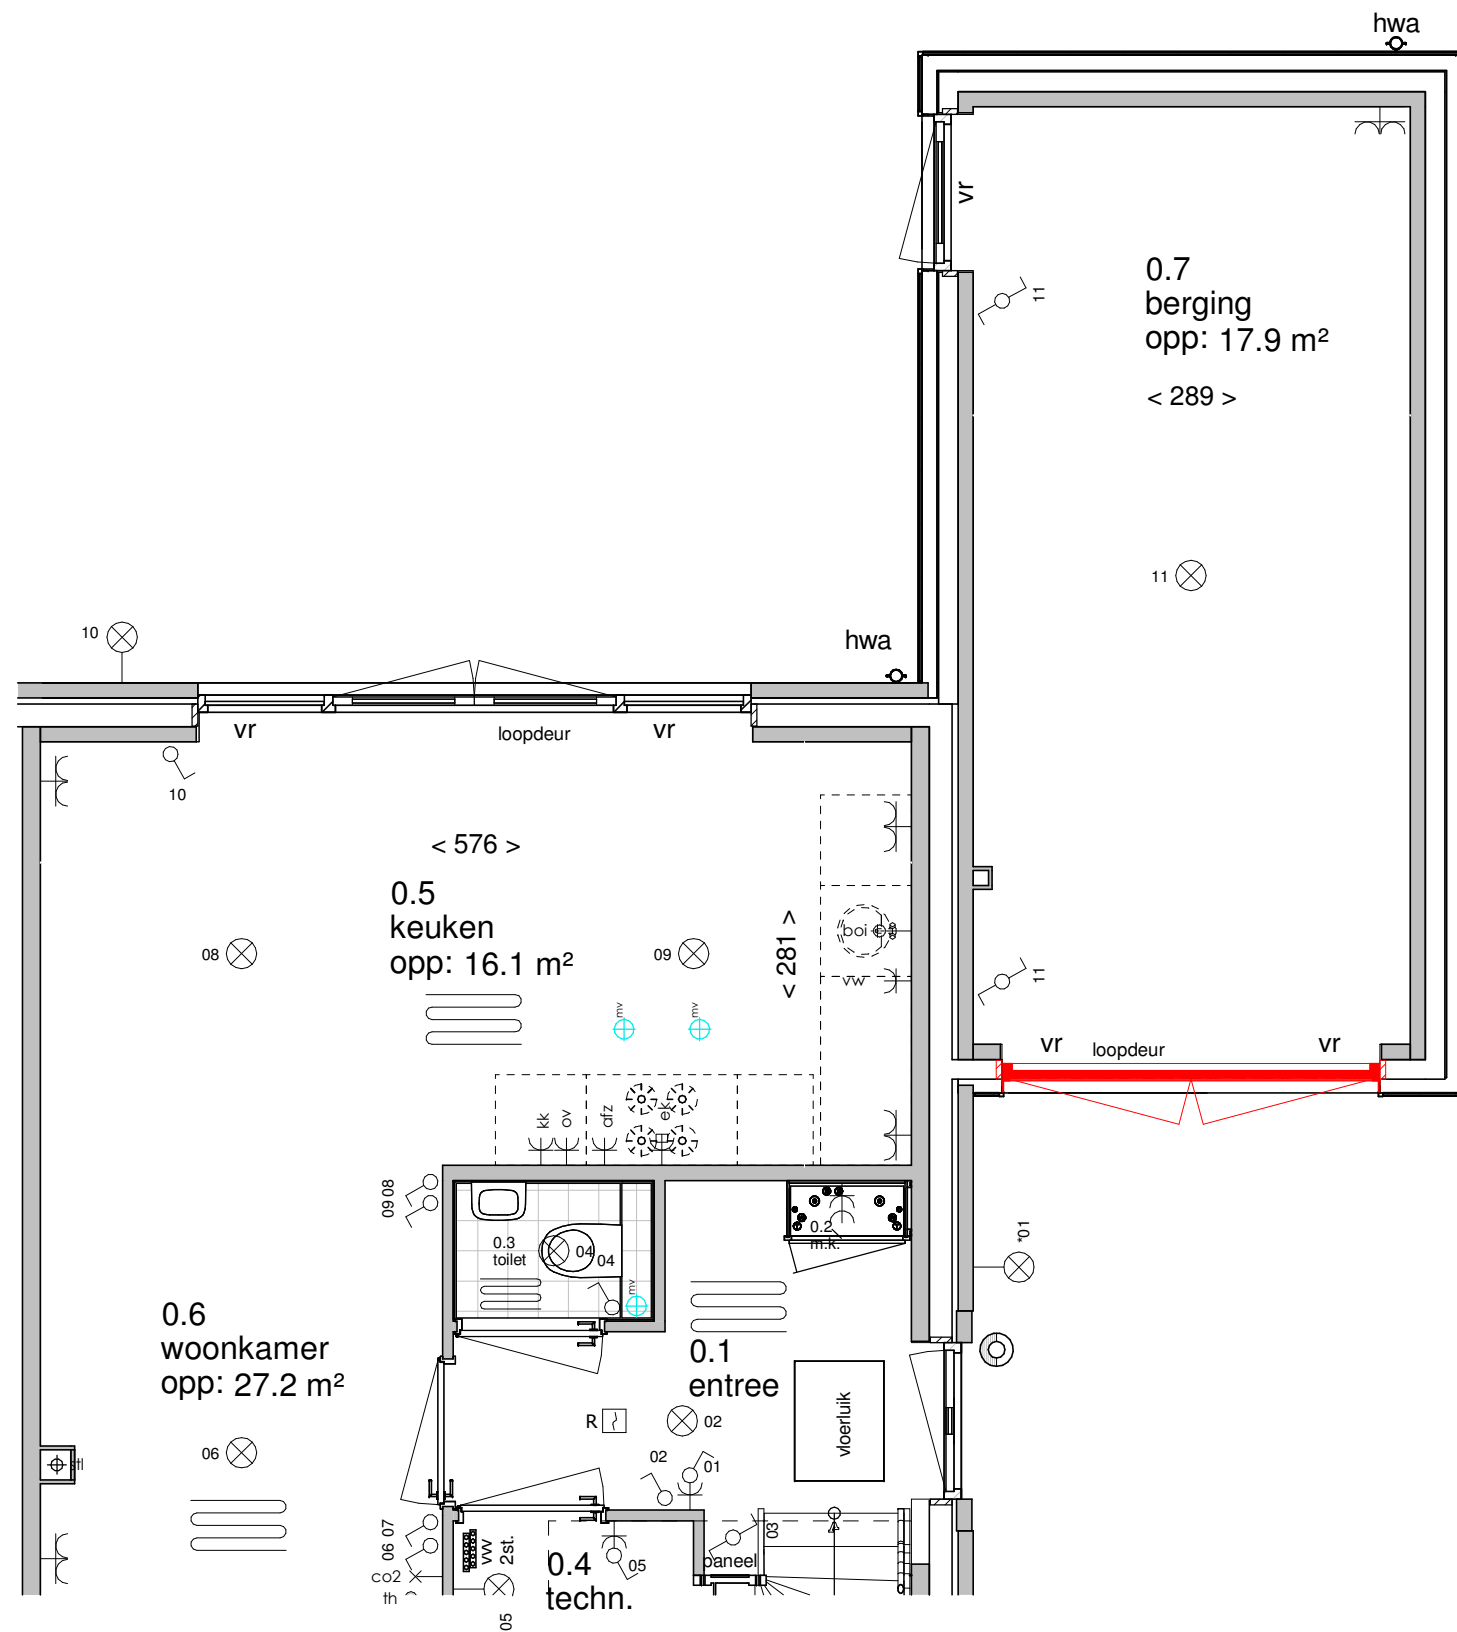 hwa
vr
0.7
berging
opp: 17.9 m²
< 289 >
11
11
10
hwa
vr
loopdeur
vr
10
< 576 >
0.5
keuken
opp: 16.1 m²
08
09
< 281 >
boi
vw
mv
mv
11
vr
loopdeur
vr
kk
ov
afz
ek
09 08
0.3
toilet
04
04
mv
0.2
m.k.
*01
0.6
woonkamer
opp: 27.2 m²
0.1
entree
vloerluik
R
02
02
01
06
06 07
co2
th
vw
2st.
0.4
techn.
05
05
paneel
03